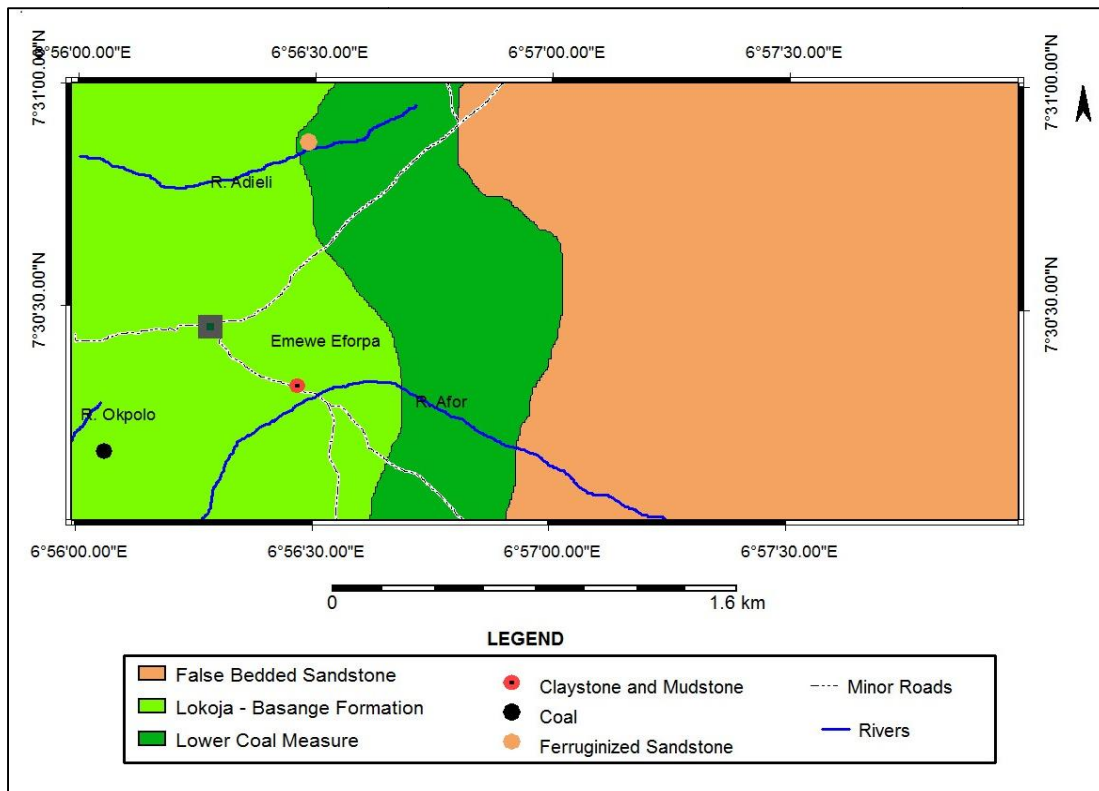 6°56'00.00"E 6°56'30.00"E 6°57'00.00"E 6°57'30.00"E
7°31'00.00"N
7°31'00.00"N
R. Adieli
7°30'30.00"N
7°30'30.00"N
Emewe Eforpa
R. Okpolo
R. Afor
6°56'00.00"E 6°56'30.00"E 6°57'00.00"E 6°57'30.00"E
0 1.6 km
LEGEND
False Bedded Sandstone
Lokoja - Basange Formation
Lower Coal Measure
Claystone and Mudstone
Coal
Ferruginized Sandstone
Minor Roads
Rivers